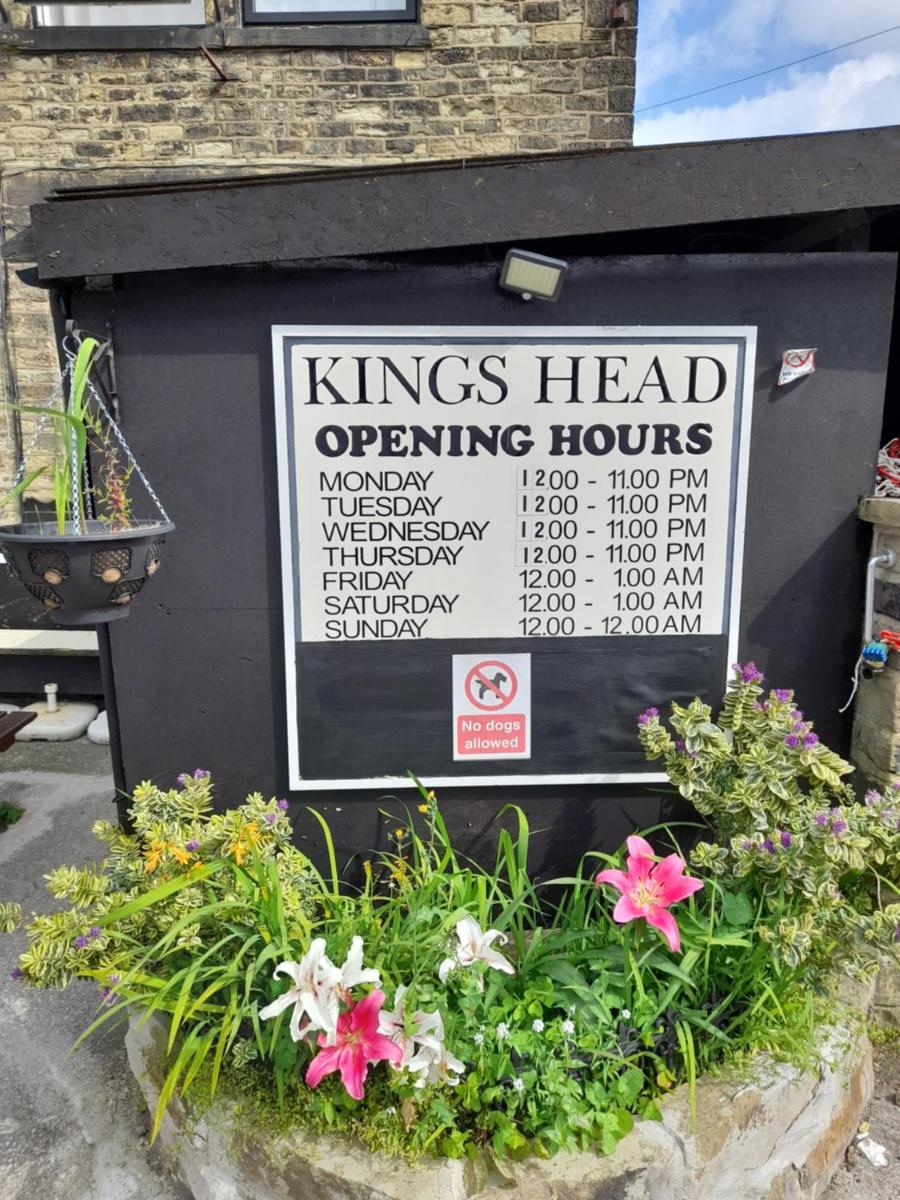 KINGS HEAD
OPENING HOURS
MONDAY 12.00 - 11.00 PM
TUESDAY 12.00 - 11.00 PM
WEDNESDAY 12.00 - 11.00 PM
THURSDAY 12.00 - 11.00 PM
FRIDAY 12.00 - 1.00 AM
SATURDAY 12.00 - 1.00 AM
SUNDAY 12.00 - 12.00 AM
No dogs
allowed